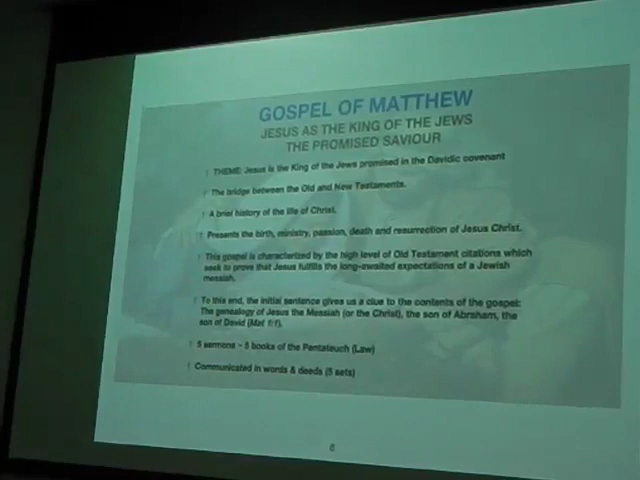 GOSPEL OF MATTHEW
JESUS AS THE KING OF THE JEWS
THE PROMISED SAVIOUR
THEME: Jesus is the King of the Jews promised in the Davidic covenant
The bridge between the Old and New Testaments.
A brief history of the life of Christ.
Presents the birth, ministry, passion, death and resurrection of Jesus Christ.
This gospel is characterized by the high level of Old Testament citations which
seek to prove that Jesus fulfills the long-awaited expectations of a Jewish
messiah.
To this end, the initial sentence gives us a clue to the contents of the gospel:
The genealogy of Jesus the Messiah (or the Christ), the son of Abraham, the
son of David (Mat 1:1).
5 sermons ~ 5 books of the Pentateuch (Law)
Communicated in words & deeds (5 sets)
6